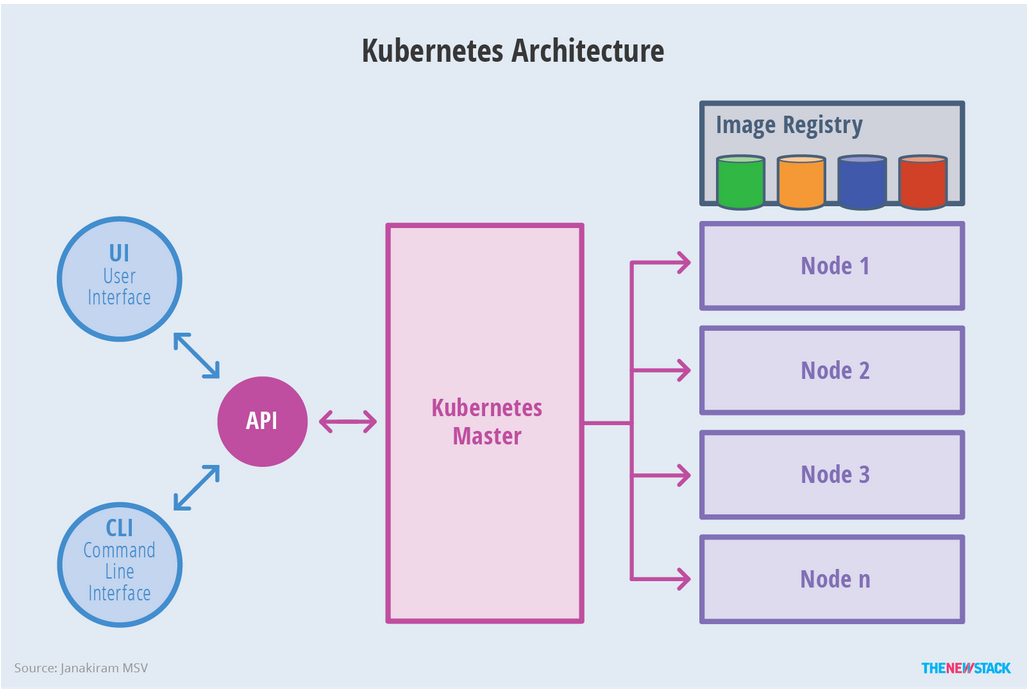 Kubernetes Architecture
Image Registry
UI
User
Interface
Node 1
Node 2
API
Kubernetes
Master
Node 3
CLI
Command
Line
Interface
Node n
Source: Janakiram MSV
THENEWSTACK